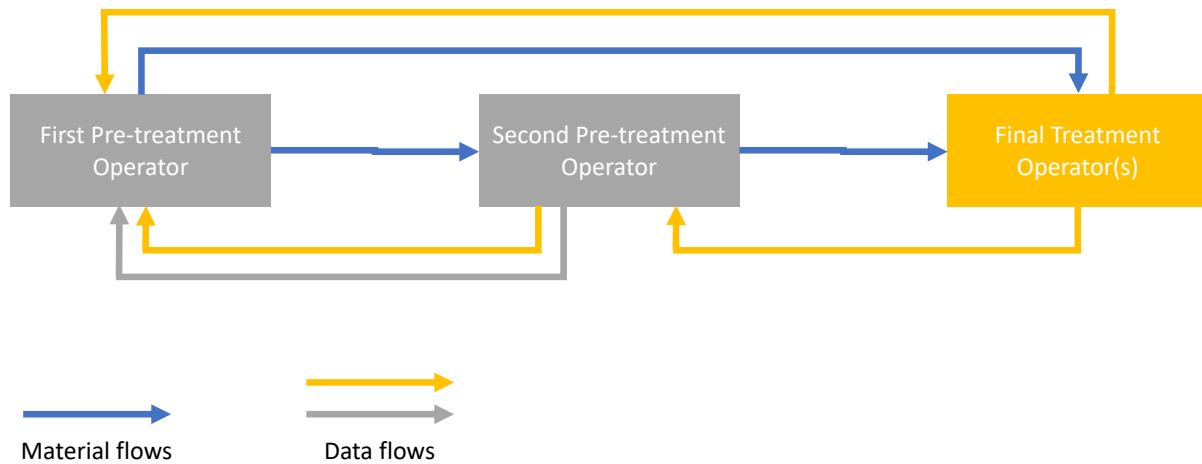 First Pre-treatment
Operator
Second Pre-treatment
Operator
Final Treatment
Operator(s)
Material flows
Data flows